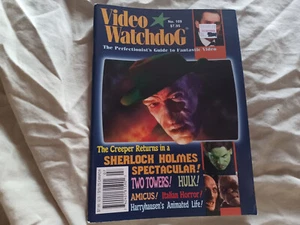 Video
WatchdoG
No. 102
$7.95
The Perfectionist's Guide to Fantastic Video
The Creeper Returns in a
SHERLOCK HOLMES
SPECTACULAR!
TWO TOWERS! HULK!
AMICUS! Italian Horror!
Harryhausen's Animated Life!